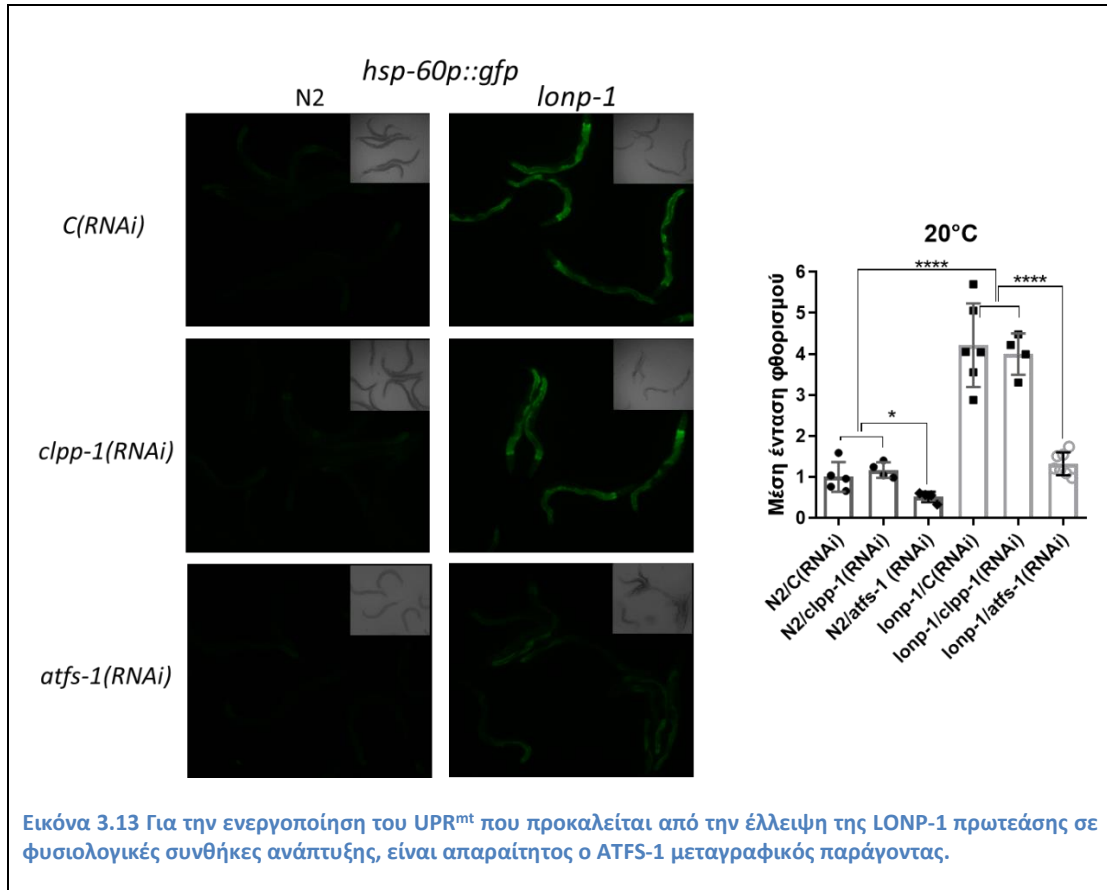 hsp-60p::gfp
N2 lonp-1
C(RNAi)
clpp-1(RNAi)
atfs-1(RNAi)
20°C
Μέση ένταση φθορισμού
6
5
4
3
2
1
0
****
****
*
N2/C(RNAi)
N2/clpp-1(RNAi)
N2/atfs-1 (RNAi)
lonp-1/C(RNAi)
lonp-1/clpp-1(RNAi)
lonp-1/atfs-1(RNAi)
Εικόνα 3.13 Για την ενεργοποίηση του UPRᵐᵗ που προκαλείται από την έλλειψη της LONP-1 πρωτεάσης σε
φυσιολογικές συνθήκες ανάπτυξης, είναι απαραίτητος ο ATFS-1 μεταγραφικός παράγοντας.